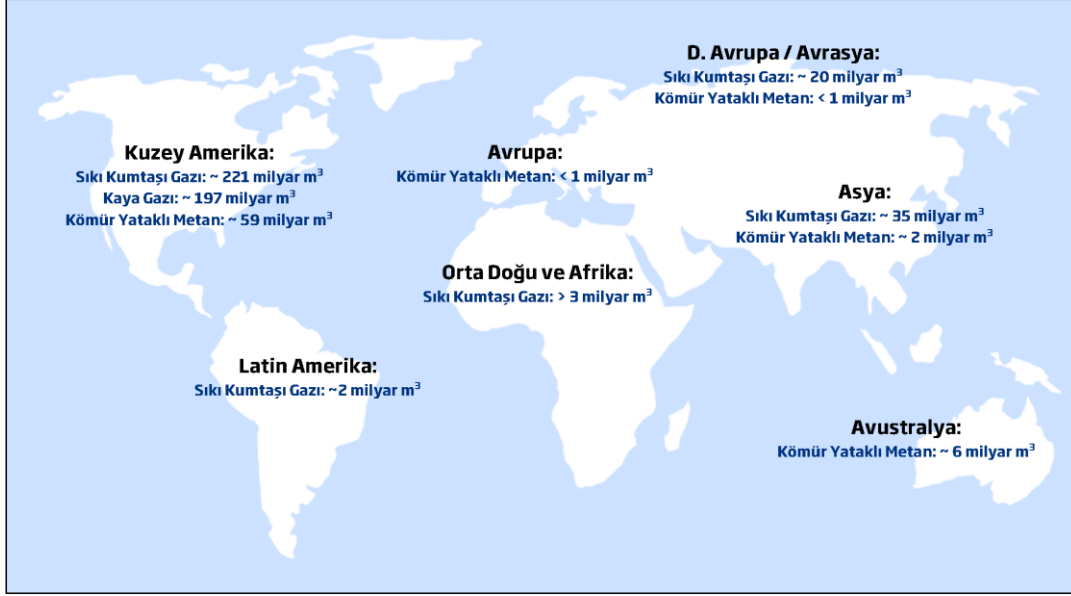 D. Avrupa / Avrasya:
Sıkı Kumtaşı Gazı: ~ 20 milyar m³
Kömür Yataklı Metan: < 1 milyar m³
Kuzey Amerika:
Sıkı Kumtaşı Gazı: ~ 221 milyar m³
Kaya Gazı: ~ 197 milyar m³
Kömür Yataklı Metan: ~ 59 milyar m³
Avrupa:
Kömür Yataklı Metan: < 1 milyar m³
Asya:
Sıkı Kumtaşı Gazı: ~ 35 milyar m³
Kömür Yataklı Metan: ~ 2 milyar m³
Orta Doğu ve Afrika:
Sıkı Kumtaşı Gazı: > 3 milyar m³
Latin Amerika:
Sıkı Kumtaşı Gazı: ~2 milyar m³
Avustralya:
Kömür Yataklı Metan: ~ 6 milyar m³